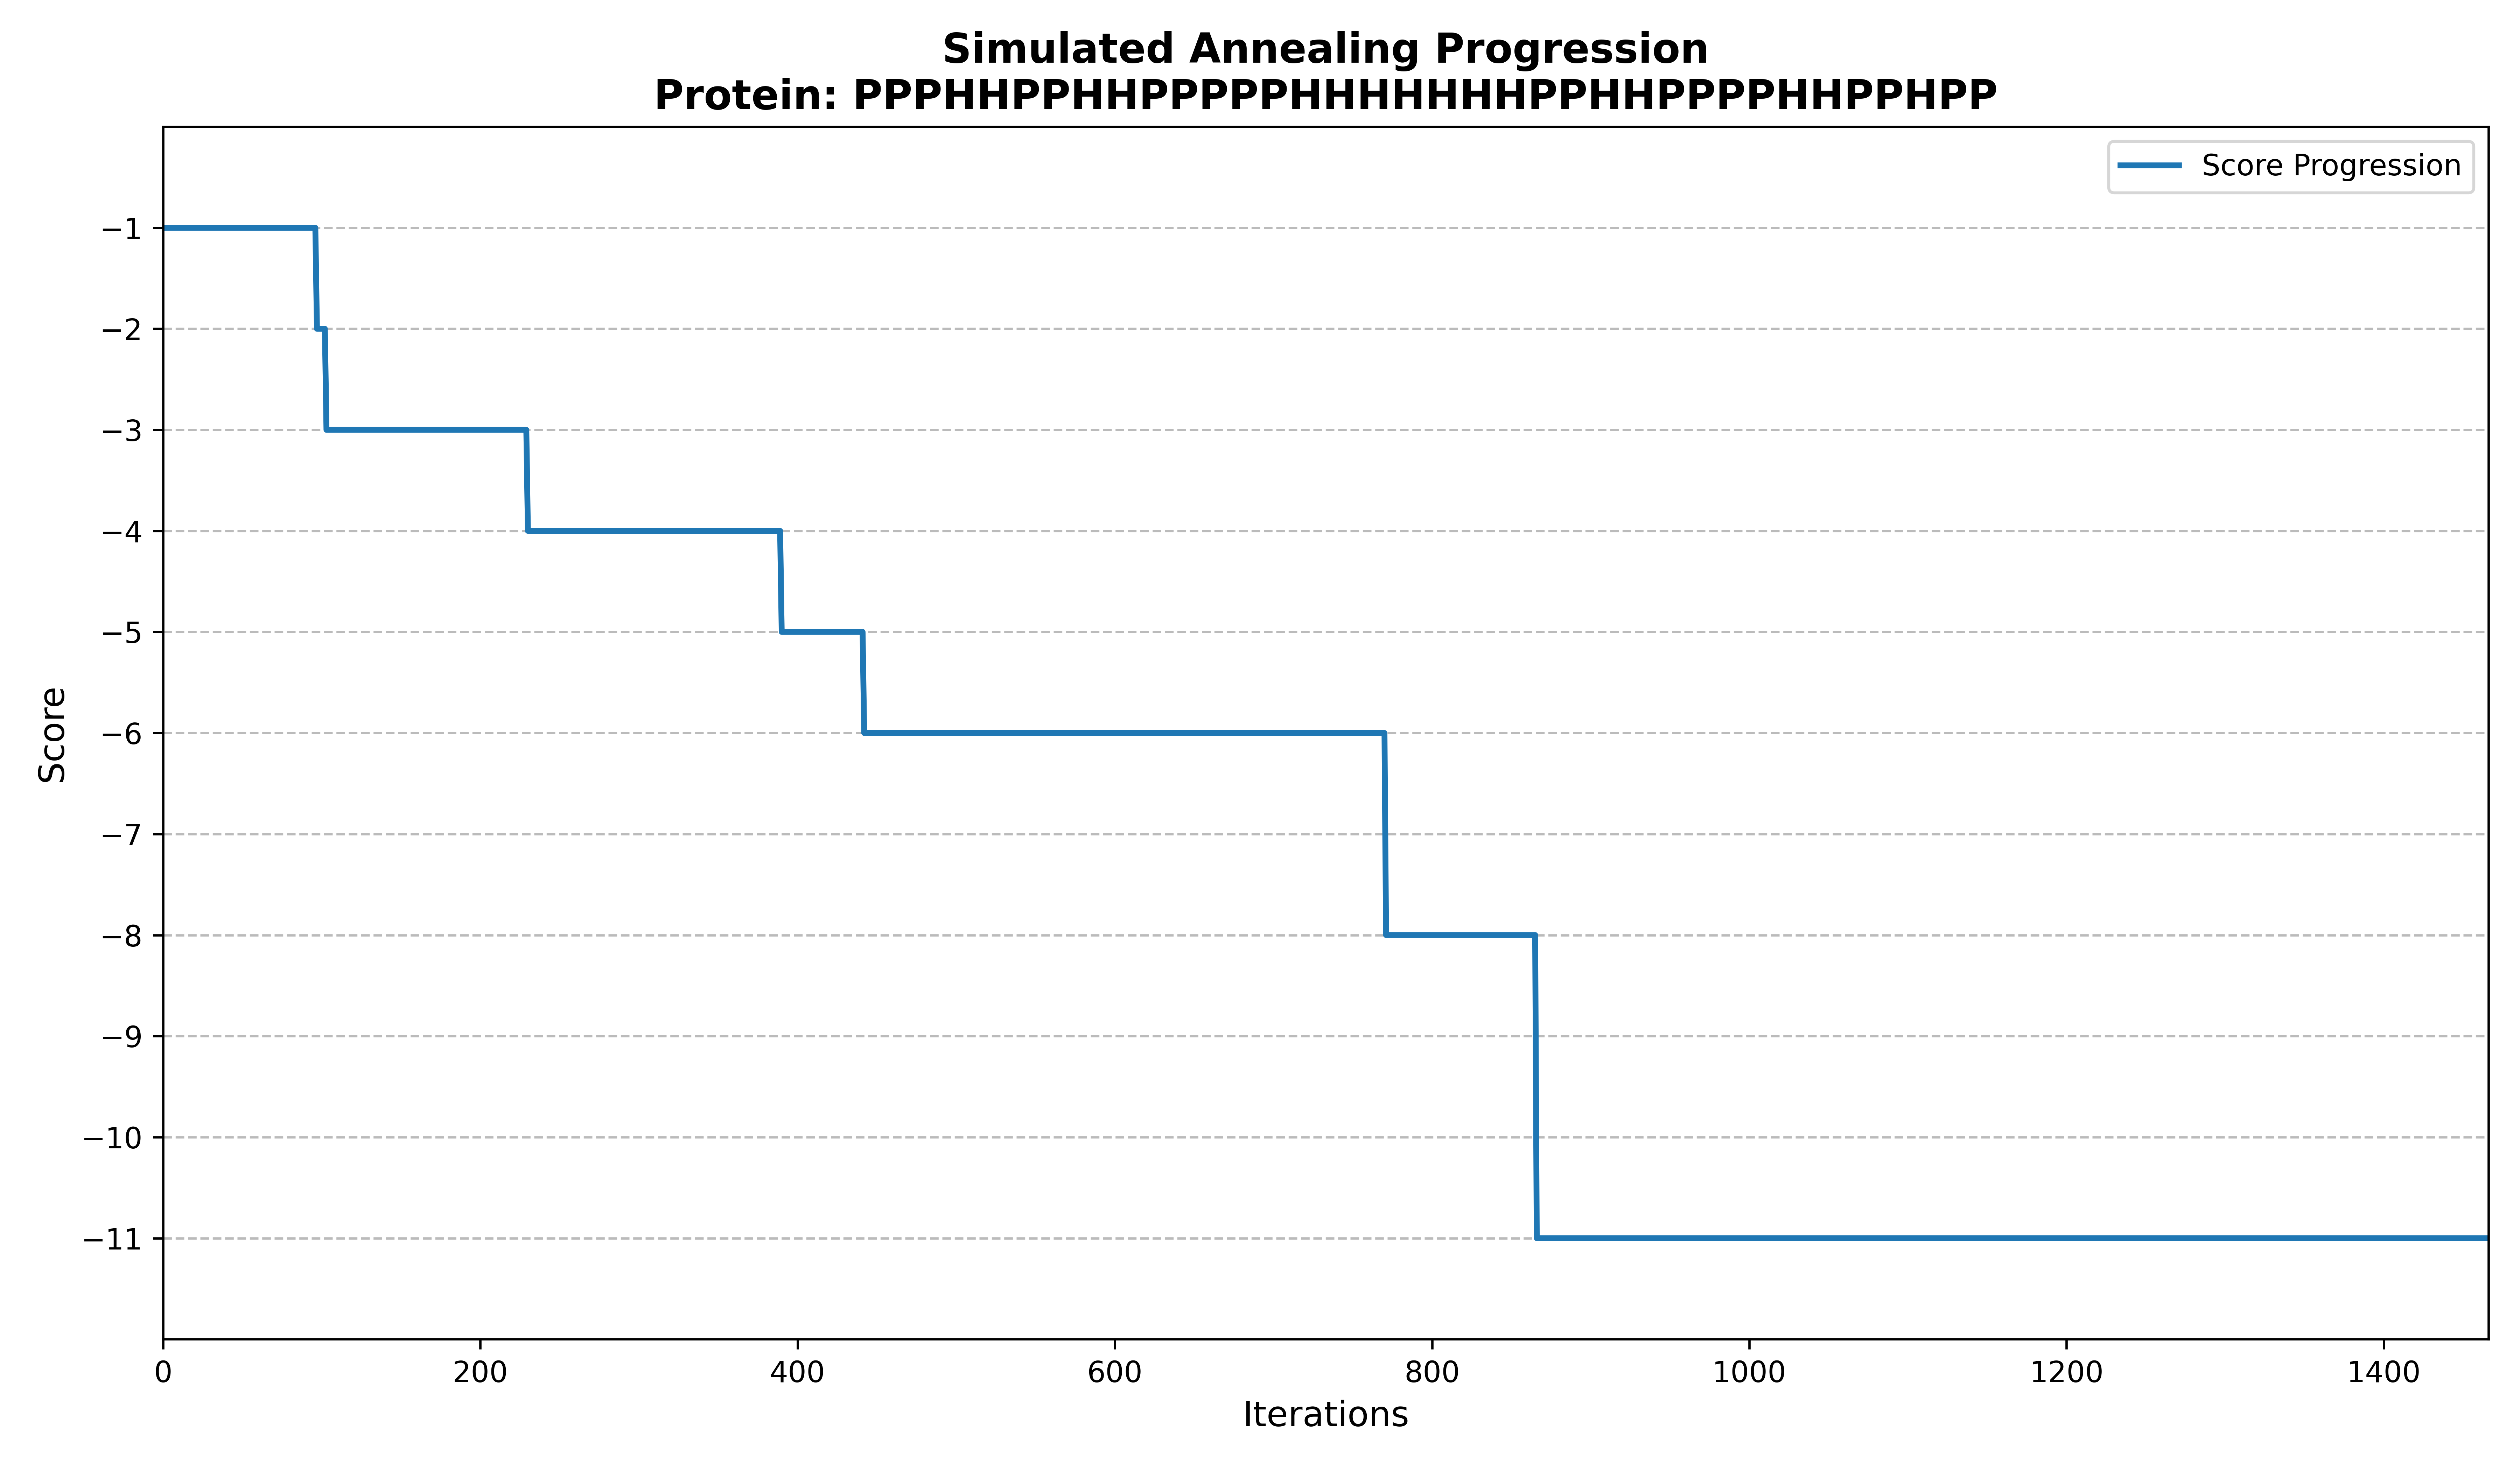 Simulated Annealing Progression
Protein: PPPHHPPHHPPPPPHHHHHHHPPHHPPPPHHPPHPP
Score Progression
−1
−2
−3
−4
−5
−6
−7
−8
−9
−10
−11
Score
0 200 400 600 800 1000 1200 1400
Iterations